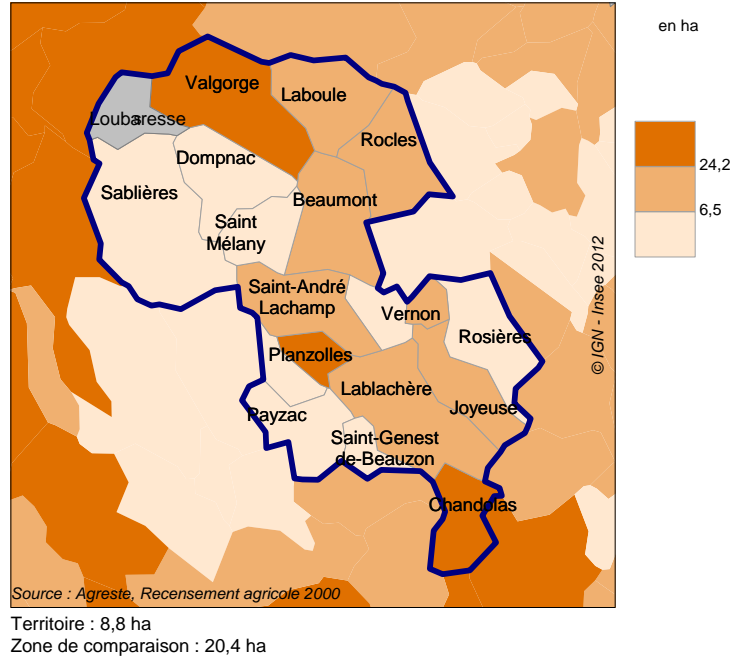 en ha
24,2
6,5
Valgorge
Laboule
Loubaresse
Rocles
Dompnac
Sablières
Beaumont
Saint
Mélany
Saint-André
Lachamp
Vernon
Rosières
Planzolles
Lablachère
Joyeuse
Payzac
Saint-Genest
de-Beauzon
Chandolas
© IGN - Insee 2012
Source : Agreste, Recensement agricole 2000
Territoire : 8,8 ha
Zone de comparaison : 20,4 ha